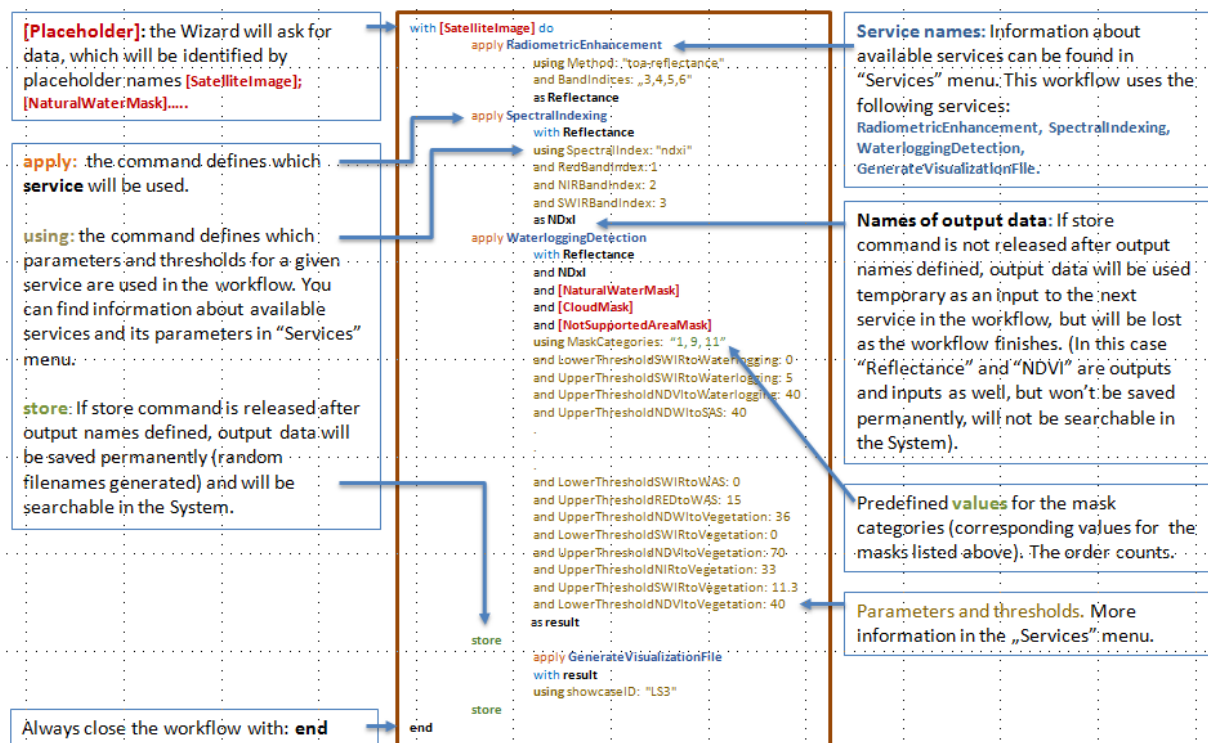 [Placeholder]: the Wizard will ask for
data, which will be identified by
placeholder names [SatelliteImage];
[NaturalWaterMask].....
apply: the command defines which
service will be used.
using: the command defines which
parameters and thresholds for a given
service are used in the workflow. You
can find information about available
services and its parameters in “Services”
menu.
store: If store command is released after
output names defined, output data will
be saved permanently (random
filenames generated) and will be
searchable in the System.
Always close the workflow with: end
with [SatelliteImage] do
apply RadiometricEnhancement
using Method: "toa-reflectance"
and BandIndices: „3,4,5,6"
as Reflectance
apply SpectralIndexing
with Reflectance
using SpectralIndex: "ndxi"
and RedBandIndex: 1
and NIRBandIndex: 2
and SWIRBandIndex: 3
as NDxI
apply WaterloggingDetection
with Reflectance
and NDxI
and [NaturalWaterMask]
and [CloudMask]
and [NotSupportedAreaMask]
using MaskCategories: “1, 9, 11”
and LowerThresholdSWIRtoWaterlogging: 0
and UpperThresholdSWIRtoWaterlogging: 5
and UpperThresholdNDVItoWaterlogging: 40
and UpperThresholdNDWItoSAS: 40
.
.
.
and LowerThresholdSWIRtoWAS: 0
and UpperThresholdREDtoWAS: 15
and UpperThresholdNDWItoVegetation: 36
and LowerThresholdSWIRtoVegetation: 0
and UpperThresholdNDVItoVegetation: 70
and UpperThresholdNIRtoVegetation: 33
and UpperThresholdSWIRtoVegetation: 11.3
and LowerThresholdNDVItoVegetation: 40
as result
store
apply GenerateVisualizationFile
with result
using showcaseID: "LS3"
store
end
Service names: Information about
available services can be found in
“Services” menu. This workflow uses the
following services:
RadiometricEnhancement, SpectralIndexing,
WaterloggingDetection,
GenerateVisualizationFIle.
Names of output data: If store
command is not released after output
names defined, output data will be used
temporary as an input to the next
service in the workflow, but will be lost
as the workflow finishes. (In this case
“Reflectance” and “NDVI” are outputs
and inputs as well, but won’t be saved
permanently, will not be searchable in
the System).
Predefined values for the mask
categories (corresponding values for the
masks listed above). The order counts.
Parameters and thresholds. More
information in the „Services” menu.